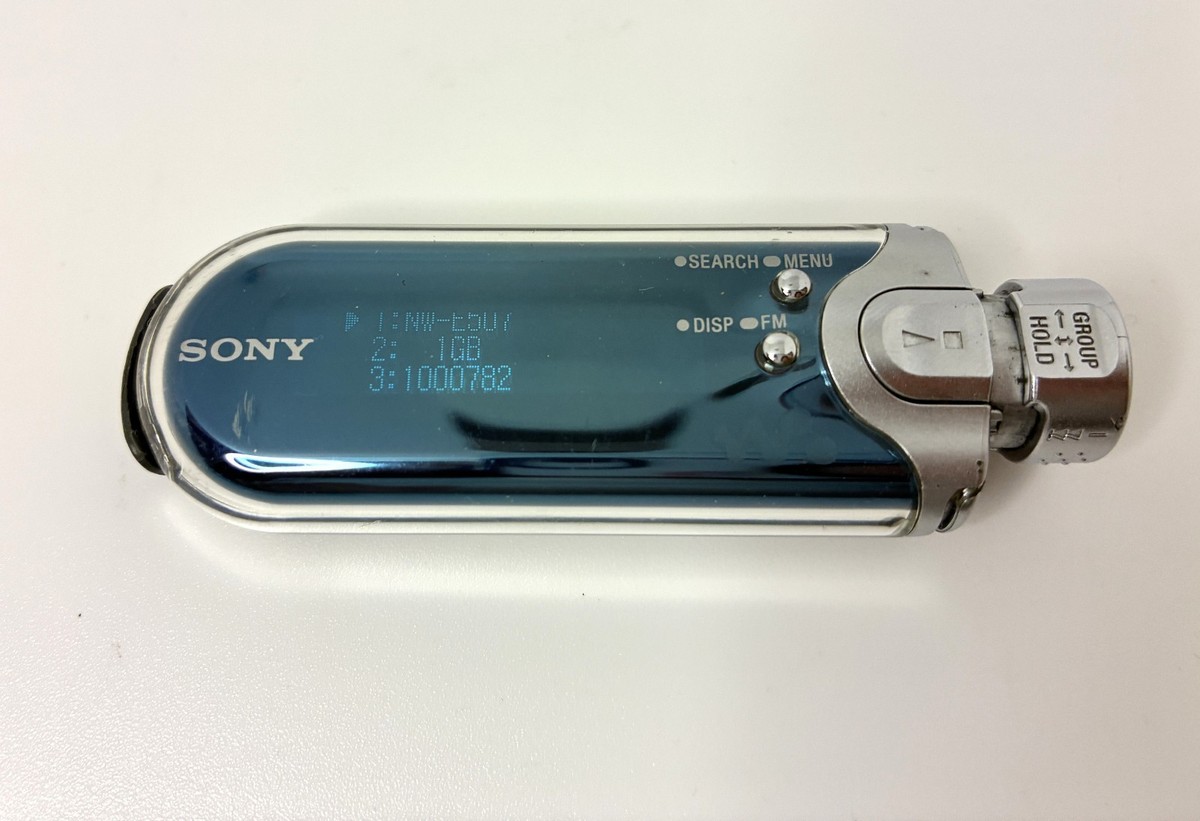 SONY
●SEARCH ⬬MENU
●DISP ⬬FM
1:NW-E507
2: 1GB
3:1000782
GROUP
HOLD